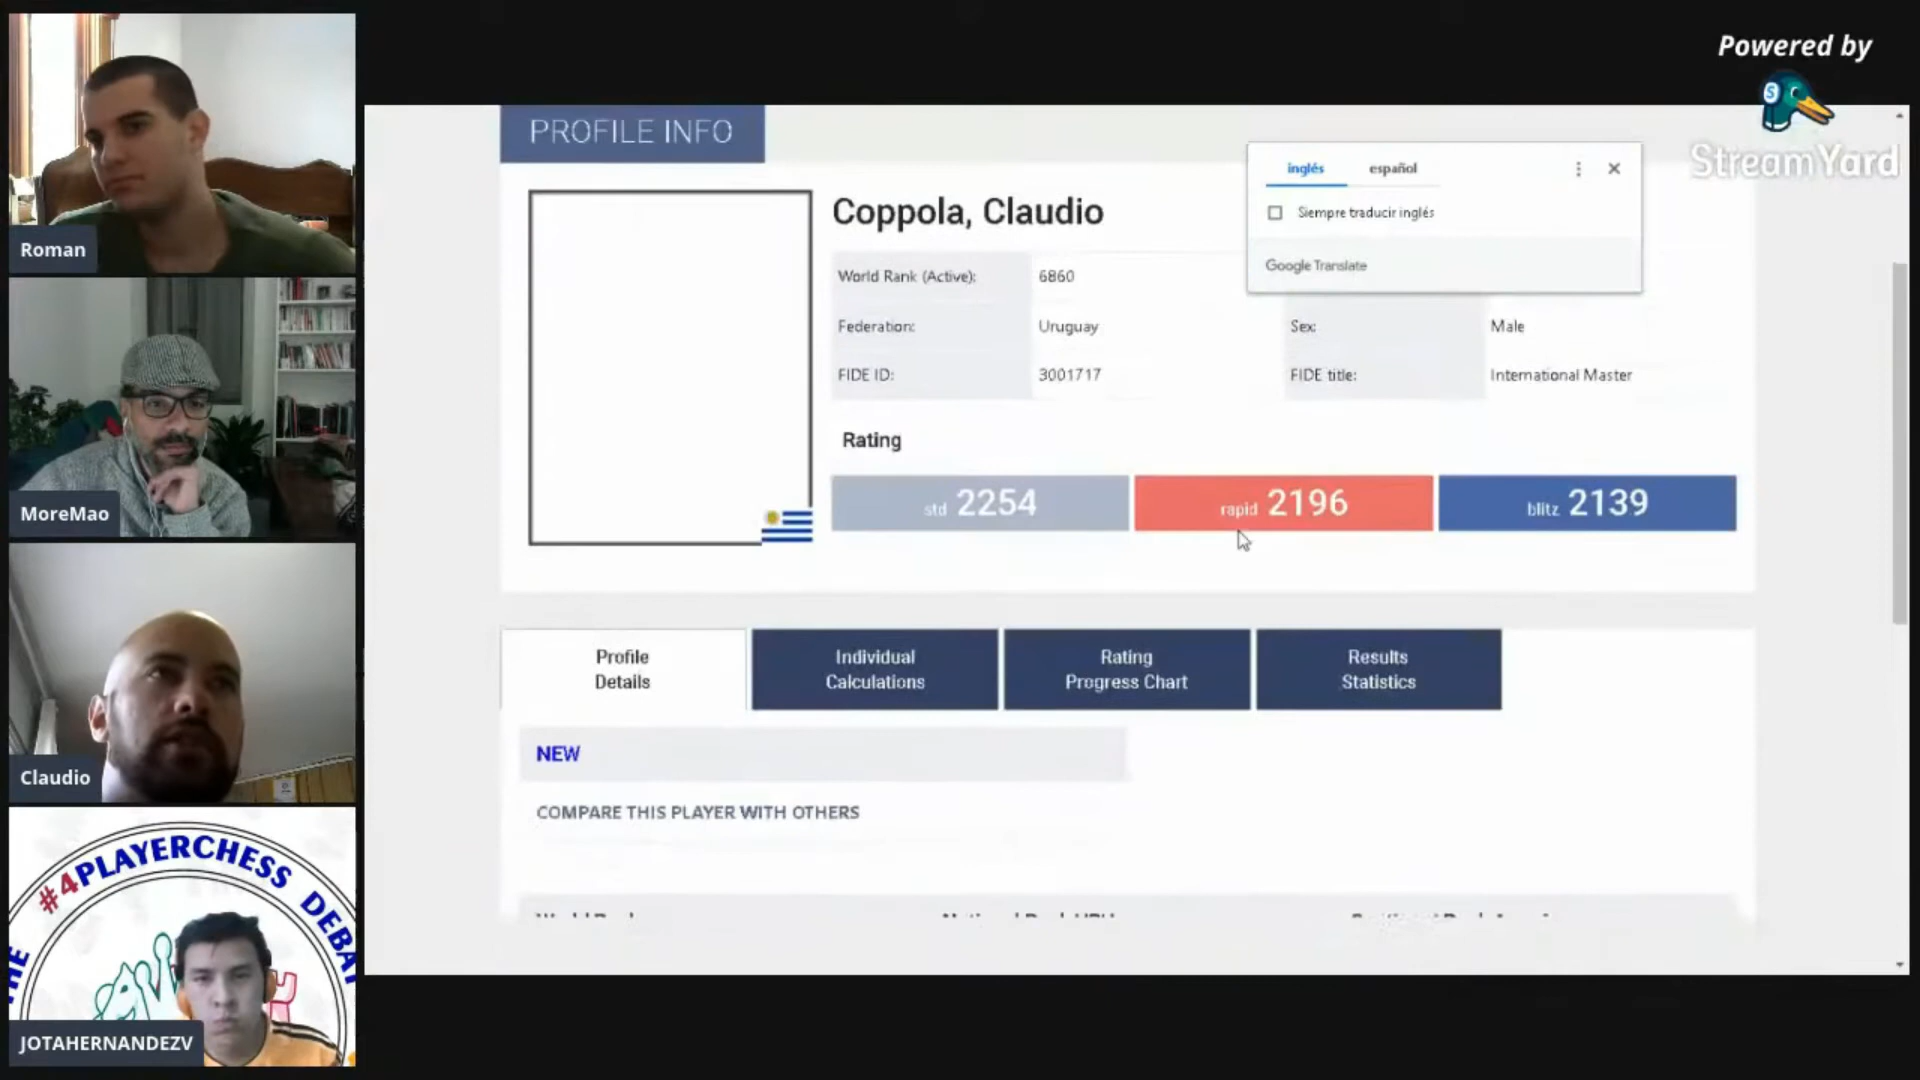 Powered by
StreamYard
Roman
MoreMao
Claudio
#4PLAYERCHESS
JOTAHERNANDEZV
PROFILE INFO
Coppola, Claudio
World Rank (Active): 6860
Federation: Uruguay Sex: Male
FIDE ID: 3001717 FIDE title: International Master
inglés español
Siempre traducir inglés
Google Translate
Rating
std 2254 rapid 2196 blitz 2139
Profile
Details
Individual
Calculations
Rating
Progress Chart
Results
Statistics
NEW
COMPARE THIS PLAYER WITH OTHERS